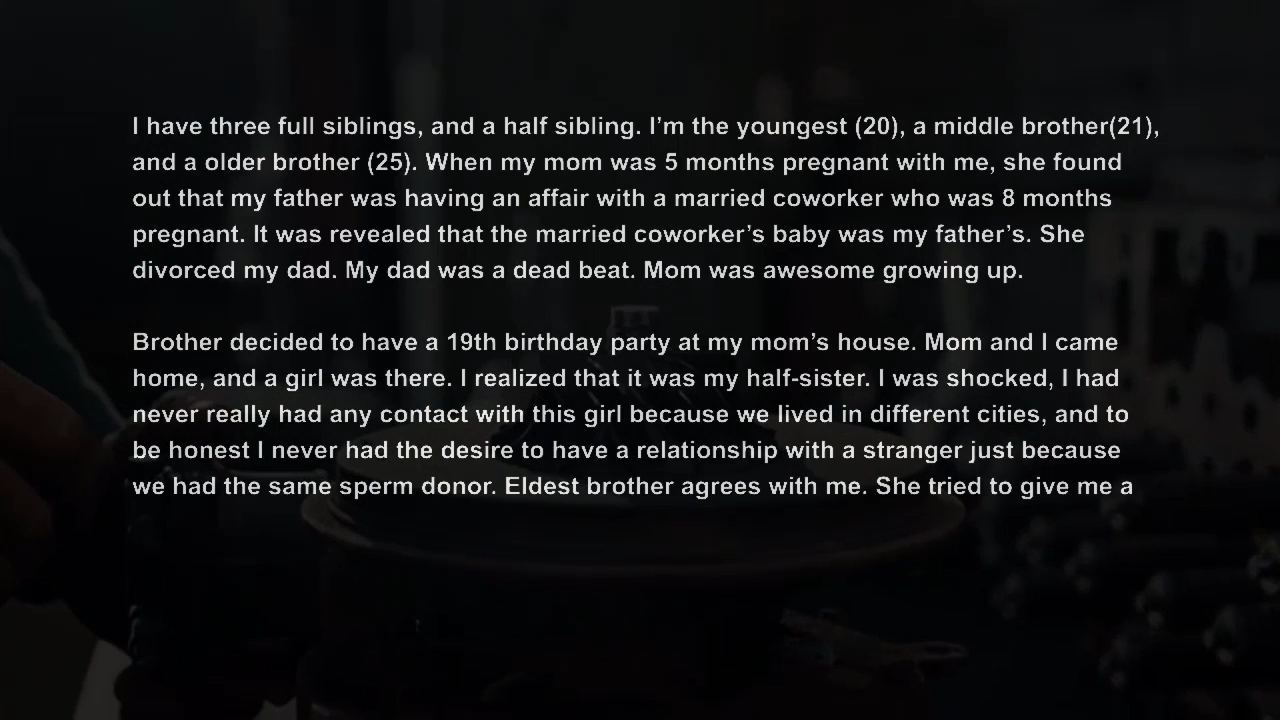 I have three full siblings, and a half sibling. I’m the youngest (20), a middle brother(21),
and a older brother (25). When my mom was 5 months pregnant with me, she found
out that my father was having an affair with a married coworker who was 8 months
pregnant. It was revealed that the married coworker’s baby was my father’s. She
divorced my dad. My dad was a dead beat. Mom was awesome growing up.
Brother decided to have a 19th birthday party at my mom’s house. Mom and I came
home, and a girl was there. I realized that it was my half-sister. I was shocked, I had
never really had any contact with this girl because we lived in different cities, and to
be honest I never had the desire to have a relationship with a stranger just because
we had the same sperm donor. Eldest brother agrees with me. She tried to give me a